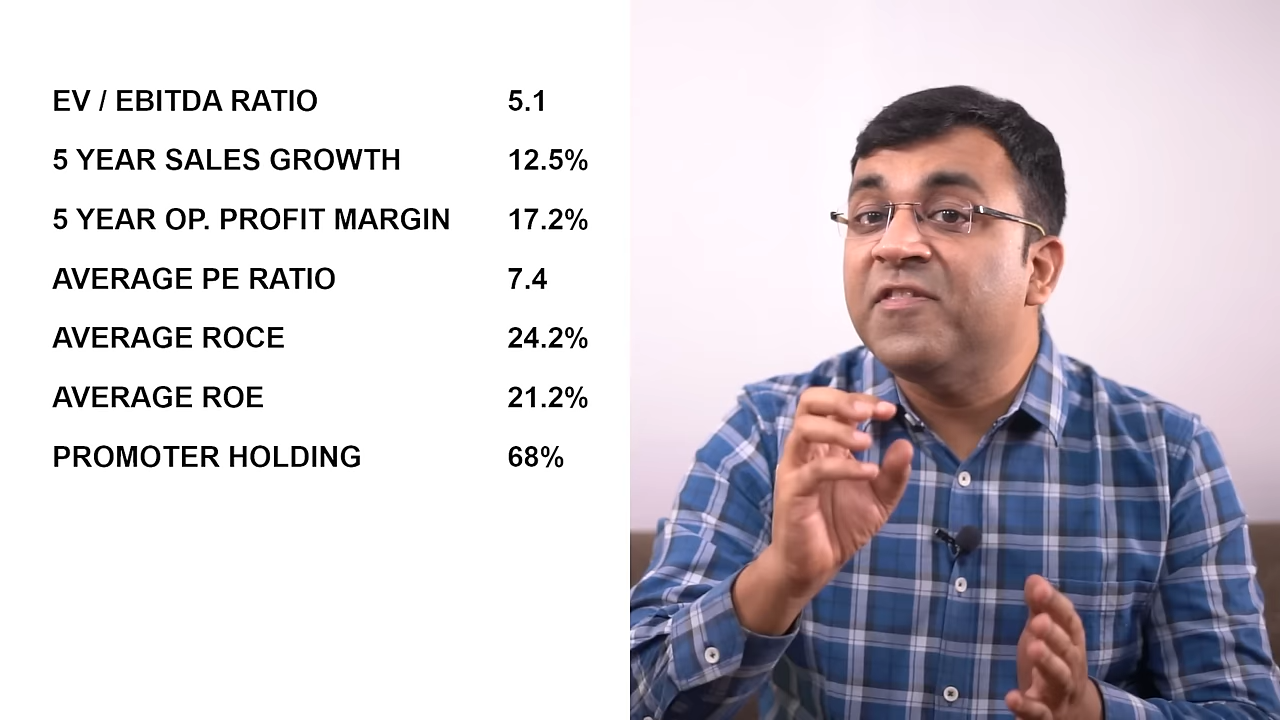 EV / EBITDA RATIO 5.1
5 YEAR SALES GROWTH 12.5%
5 YEAR OP. PROFIT MARGIN 17.2%
AVERAGE PE RATIO 7.4
AVERAGE ROCE 24.2%
AVERAGE ROE 21.2%
PROMOTER HOLDING 68%